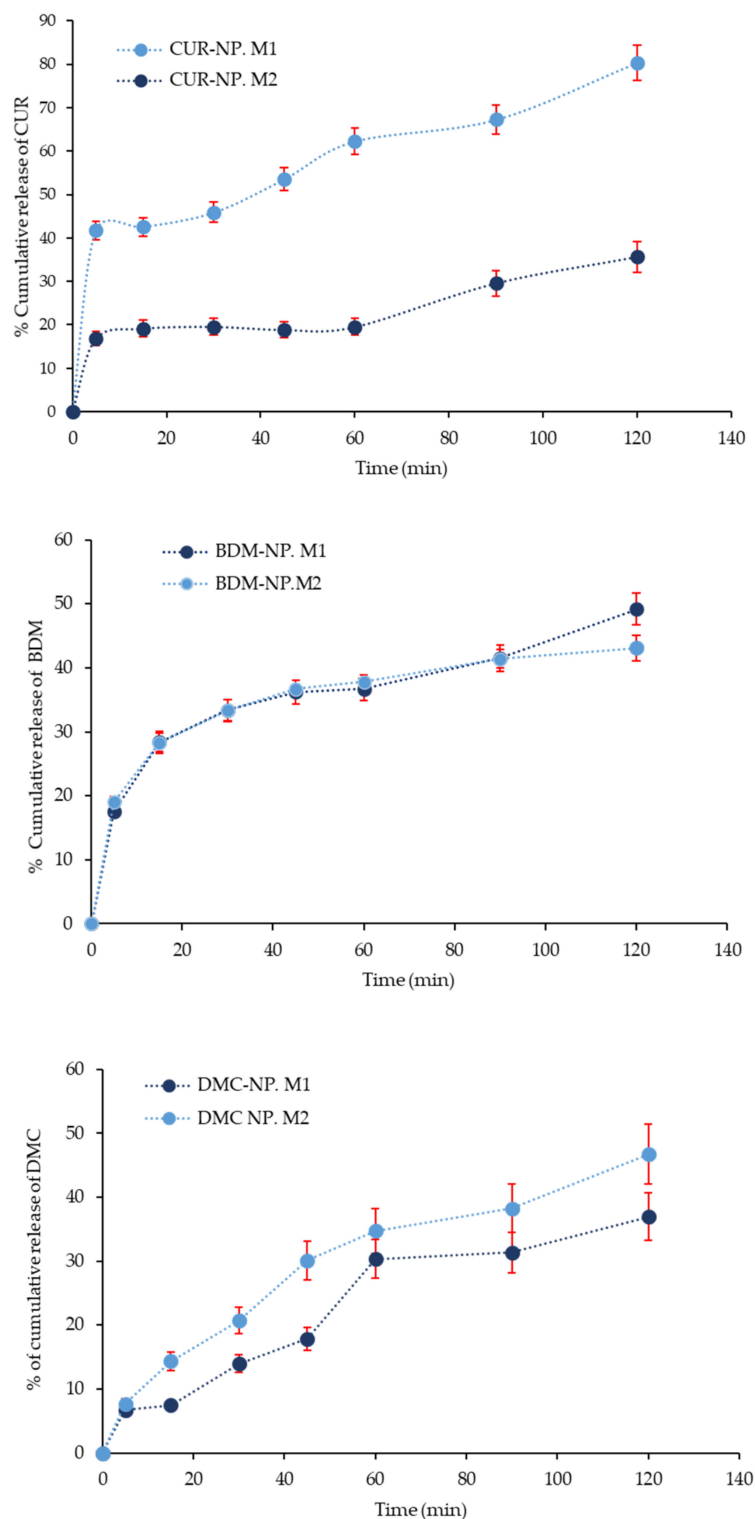 90
80
70
60
50
40
30
20
10
0
% Cumulative release of CUR
CUR-NP. M1
CUR-NP. M2
0 20 40 60 80 100 120 140
Time (min)
60
50
40
30
20
10
0
% Cumulative release of BDM
BDM-NP. M1
BDM-NP.M2
0 20 40 60 80 100 120 140
Time (min)
60
50
40
30
20
10
0
% of cumulative release of DMC
DMC-NP. M1
DMC NP. M2
0 20 40 60 80 100 120 140
Time (min)